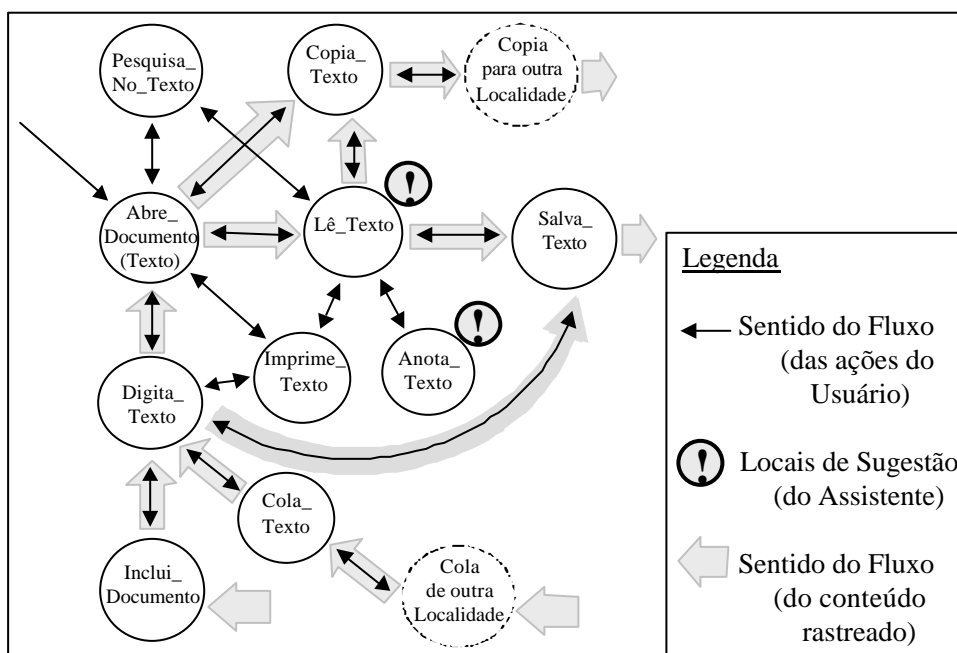 Pesquisa_
No_Texto
Copia_
Texto
Copia
para outra
Localidade
Abre_
Documento
(Texto)
Lê_Texto
!
Salva_
Texto
Digita_
Texto
Imprime_
Texto
Anota_
Texto
!
Cola_
Texto
Inclui_
Documento
Cola
de outra
Localidade
Legenda
Sentido do Fluxo
(das ações do
Usuário)
!
Locais de Sugestão
(do Assistente)
Sentido do Fluxo
(do conteúdo
rastreado)